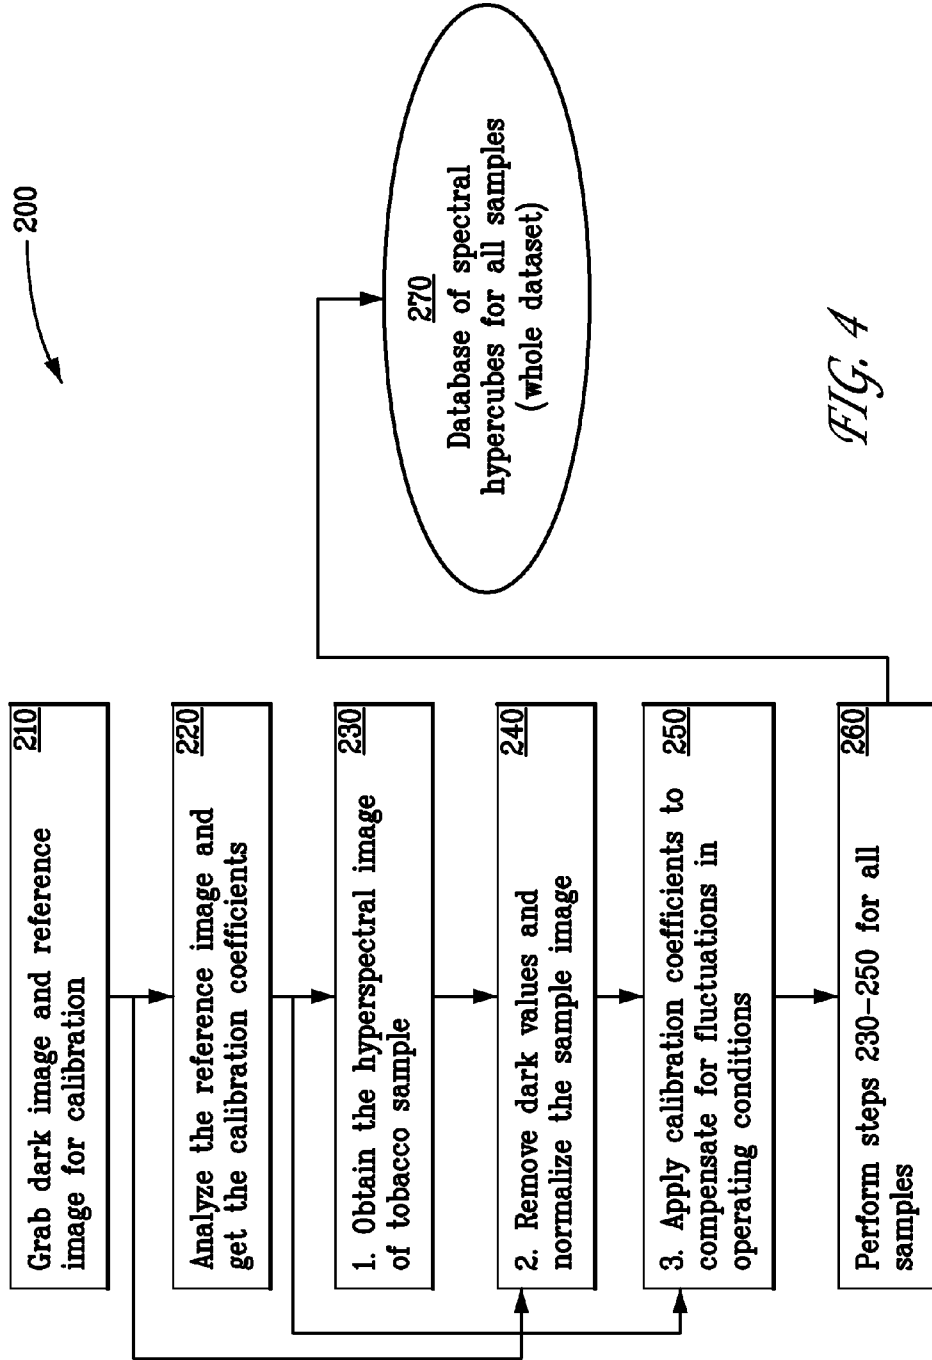 200
210
Grab dark image and reference
image for calibration
220
Analyze the reference image and
get the calibration coefficients
230
1. Obtain the hyperspectral image
of tobacco sample
240
2. Remove dark values and
normalize the sample image
250
3. Apply calibration coefficients to
compensate for fluctuations in
operating conditions
260
Perform steps 230–250 for all
samples
270
Database of spectral
hypercubes for all samples
(whole dataset)
FIG. 4